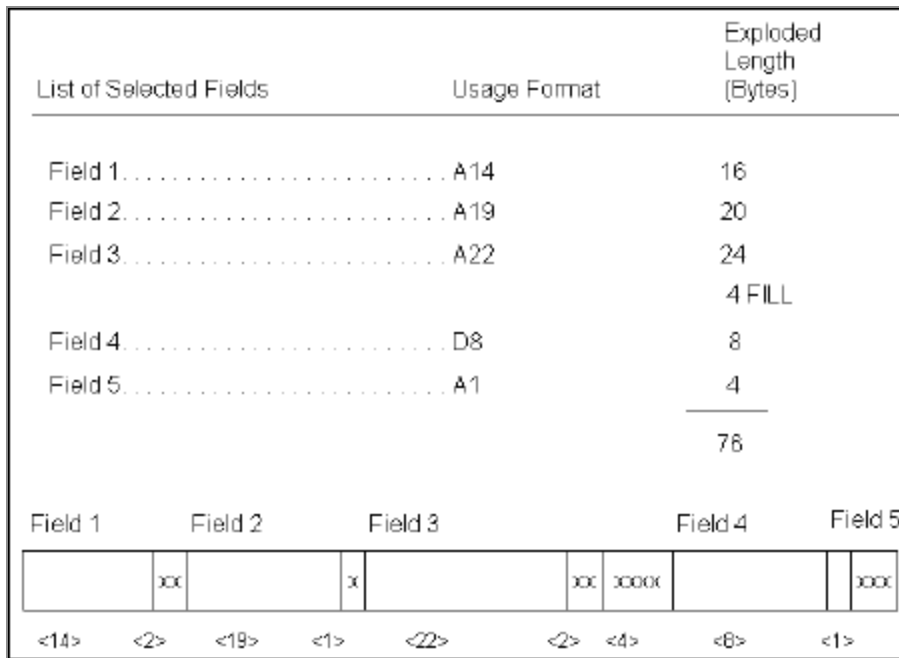 Exploded
Length
List of Selected Fields Usage Format (Bytes)
Field 1. . . . . . . . . . . . . . . . . . . . . . . . . . A14 16
Field 2. . . . . . . . . . . . . . . . . . . . . . . . . . A19 20
Field 3. . . . . . . . . . . . . . . . . . . . . . . . . . A22 24
4 FILL
Field 4. . . . . . . . . . . . . . . . . . . . . . . . . . D8 8
Field 5. . . . . . . . . . . . . . . . . . . . . . . . . . A1 4
76
Field 1 Field 2 Field 3 Field 4 Field 5
xx x xx xxxx xxx
<14> <2> <19> <1> <22> <2> <4> <8> <1>